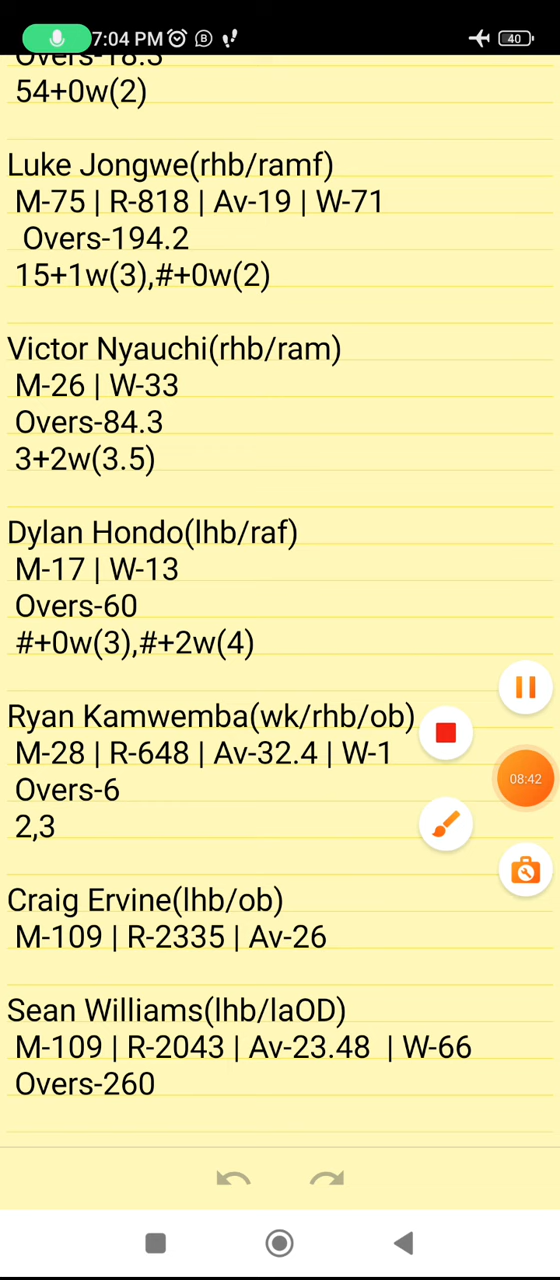 7:04 PM
40
Overs-18.3
54+0w(2)
Luke Jongwe(rhb/ramf)
M-75 | R-818 | Av-19 | W-71
Overs-194.2
15+1w(3),#+0w(2)
Victor Nyauchi(rhb/ram)
M-26 | W-33
Overs-84.3
3+2w(3.5)
Dylan Hondo(lhb/raf)
M-17 | W-13
Overs-60
#+0w(3),#+2w(4)
Ryan Kamwemba(wk/rhb/ob)
M-28 | R-648 | Av-32.4 | W-1
Overs-6
2,3
08:42
Craig Ervine(lhb/ob)
M-109 | R-2335 | Av-26
Sean Williams(lhb/laOD)
M-109 | R-2043 | Av-23.48 | W-66
Overs-260